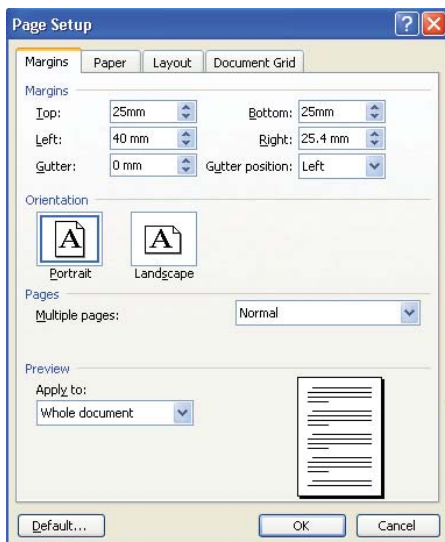 Page Setup
Margins Paper Layout Document Grid
Margins
Top: 25mm Bottom: 25mm
Left: 40 mm Right: 25.4 mm
Gutter: 0 mm Gutter position: Left
Orientation
A A
Portrait Landscape
Pages
Multiple pages: Normal
Preview
Apply to:
Whole document
Default... OK Cancel